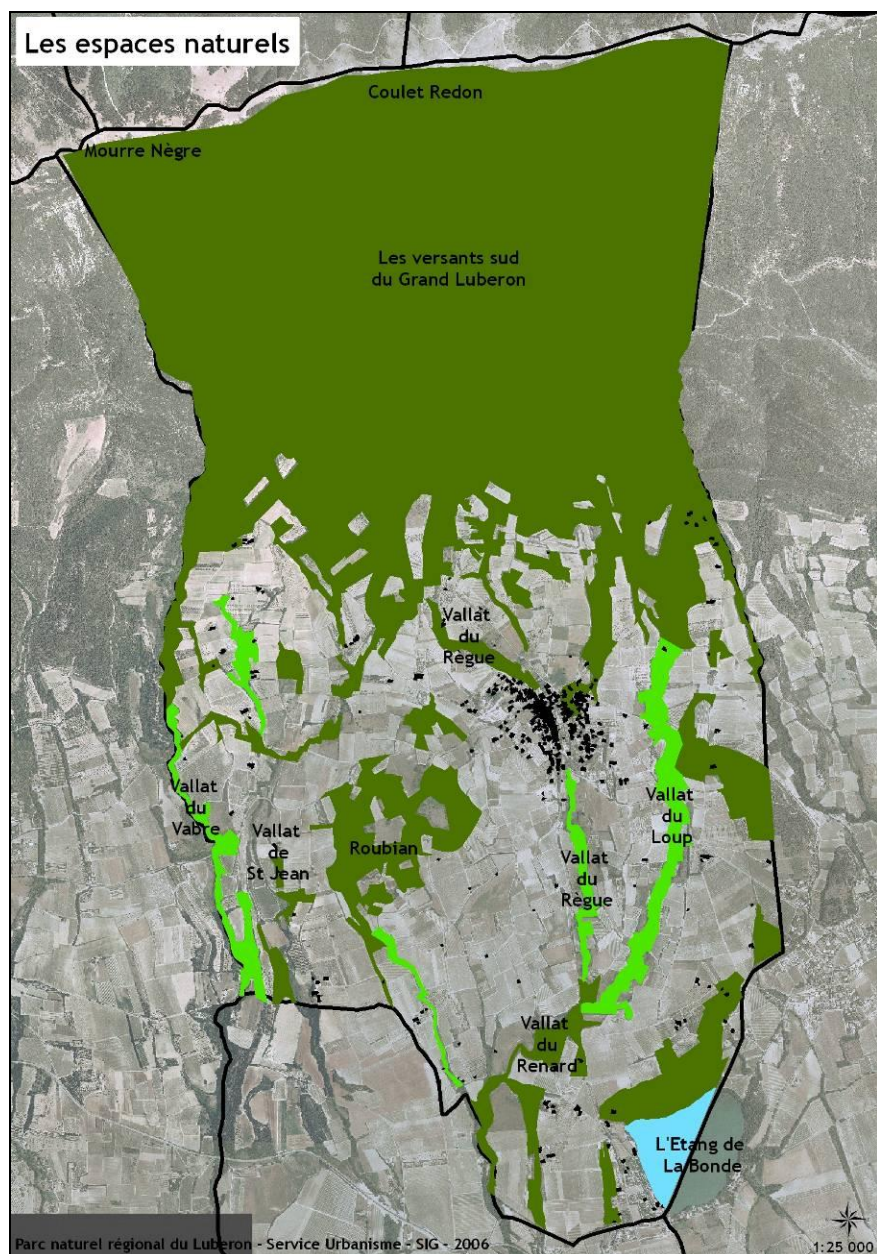 Les espaces naturels
Coulet Redon
Mourre Nègre
Les versants sud
du Grand Luberon
Vallat
du
Règue
Vallat
du
Vabre
Vallat
de
St Jean
Roubian
Vallat
du
Loup
Vallat
du
Règue
Vallat
du
Renard
L'Etang de
La Bonde
Parc naturel régional du Luberon - Service Urbanisme - SIG - 2006
1:25 000